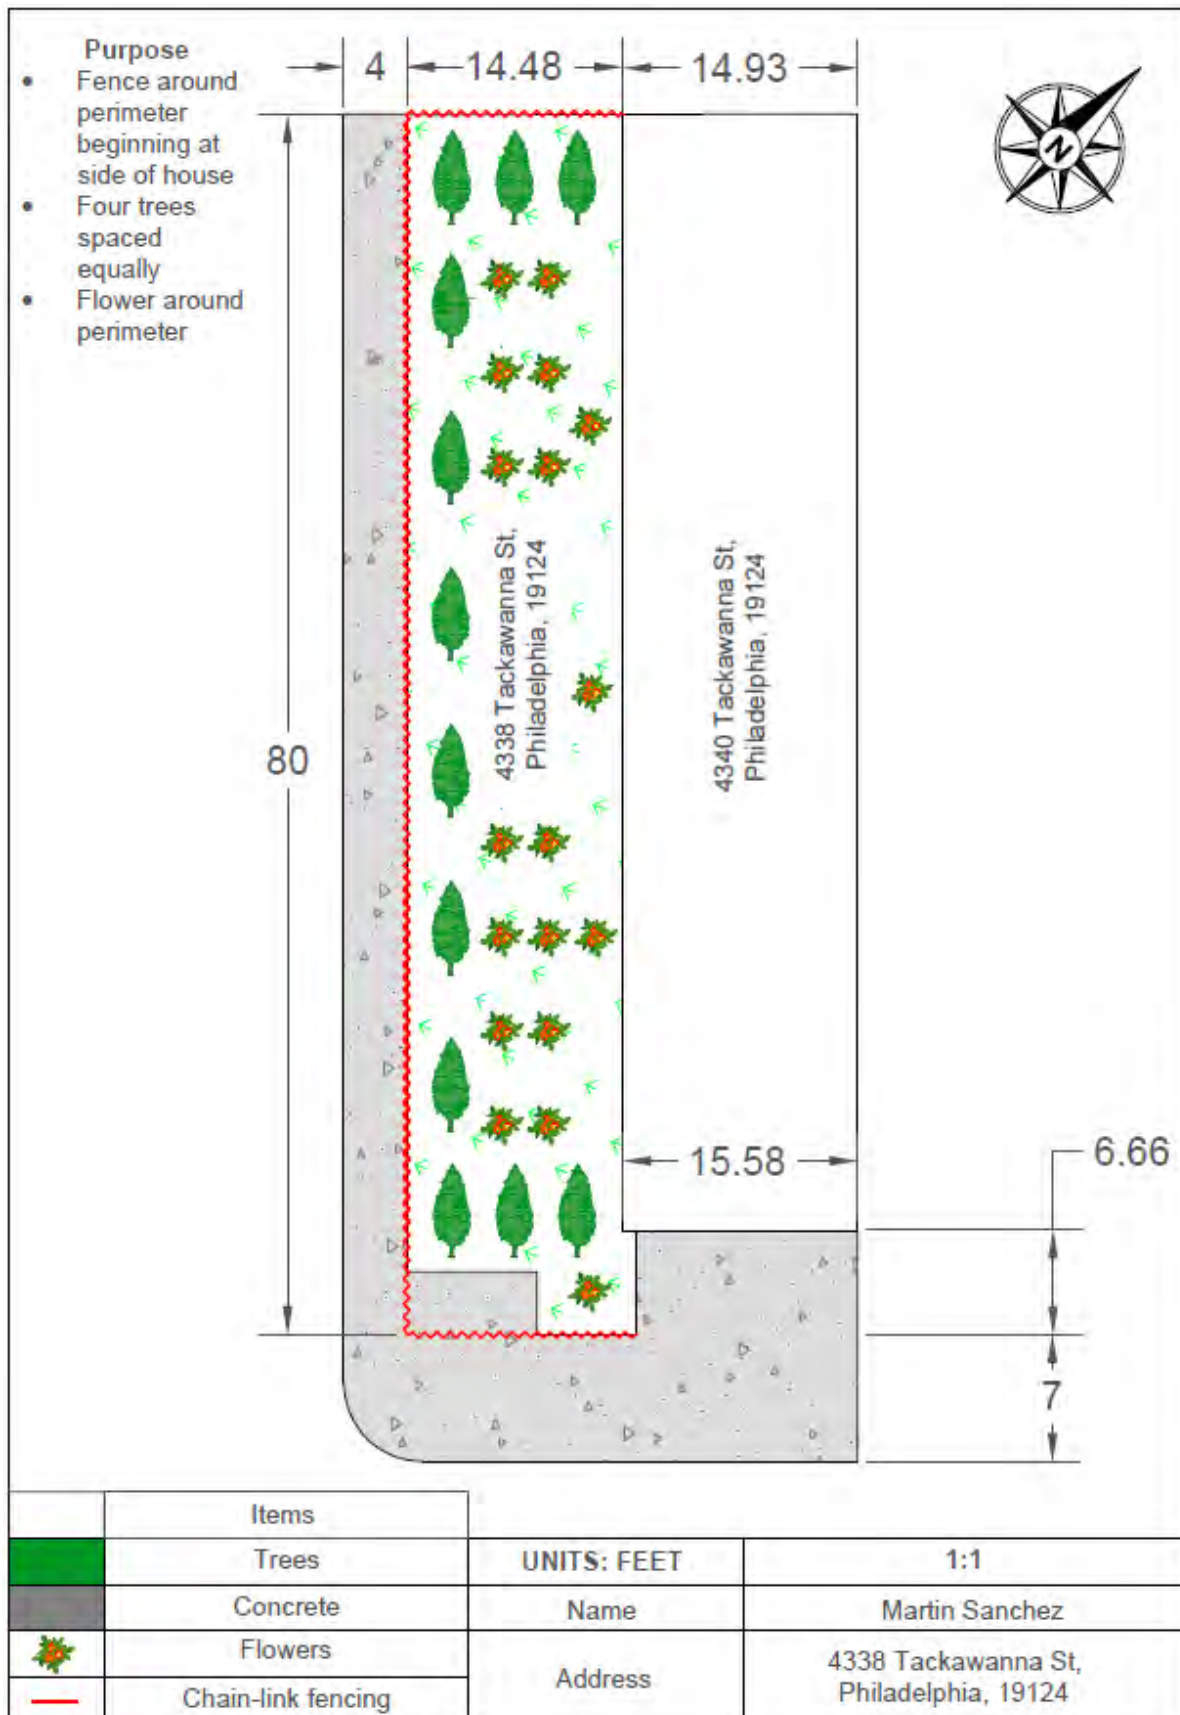 Purpose
• Fence around
perimeter
beginning at
side of house
• Four trees
spaced
equally
• Flower around
perimeter
4
14.48
14.93
N
80
4338 Tackawanna St,
Philadelphia, 19124
4340 Tackawanna St,
Philadelphia, 19124
15.58
6.66
7
Items
Trees
Concrete
Flowers
Chain-link fencing
UNITS: FEET
1:1
Name
Martin Sanchez
Address
4338 Tackawanna St,
Philadelphia, 19124